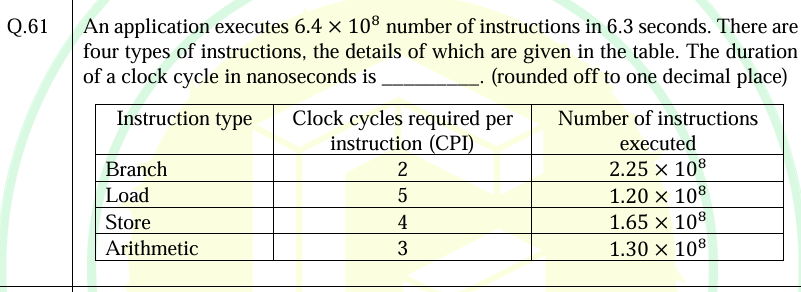 Q.61 An application executes 6.4 × 10⁸ number of instructions in 6.3 seconds. There are
four types of instructions, the details of which are given in the table. The duration
of a clock cycle in nanoseconds is _________. (rounded off to one decimal place)
Instruction type Clock cycles required per instruction (CPI) Number of instructions executed
Branch 2 2.25 × 10⁸
Load 5 1.20 × 10⁸
Store 4 1.65 × 10⁸
Arithmetic 3 1.30 × 10⁸